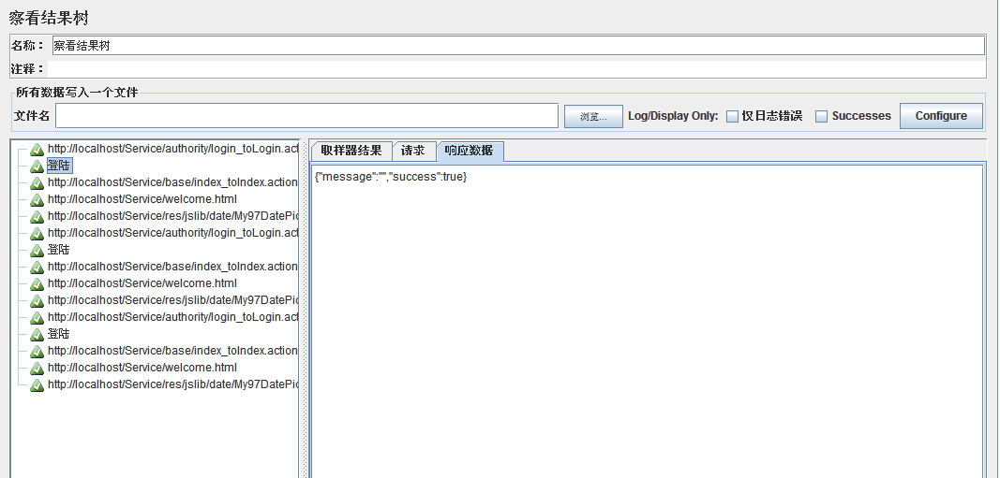 察看结果树
名称： 察看结果树
注释：
所有数据写入一个文件
文件名 浏览... Log/Display Only: 仅日志错误 Successes Configure
http://localhost/Service/authority/login_toLogin.act
登陆
http://localhost/Service/base/index_toIndex.action
http://localhost/Service/welcome.html
http://localhost/Service/res/jslib/date/My97DatePic
http://localhost/Service/authority/login_toLogin.act
登陆
http://localhost/Service/base/index_toIndex.action
http://localhost/Service/welcome.html
http://localhost/Service/res/jslib/date/My97DatePic
http://localhost/Service/authority/login_toLogin.act
登陆
http://localhost/Service/base/index_toIndex.action
http://localhost/Service/welcome.html
http://localhost/Service/res/jslib/date/My97DatePic
取样器结果 请求 响应数据
{"message":"","success":true}